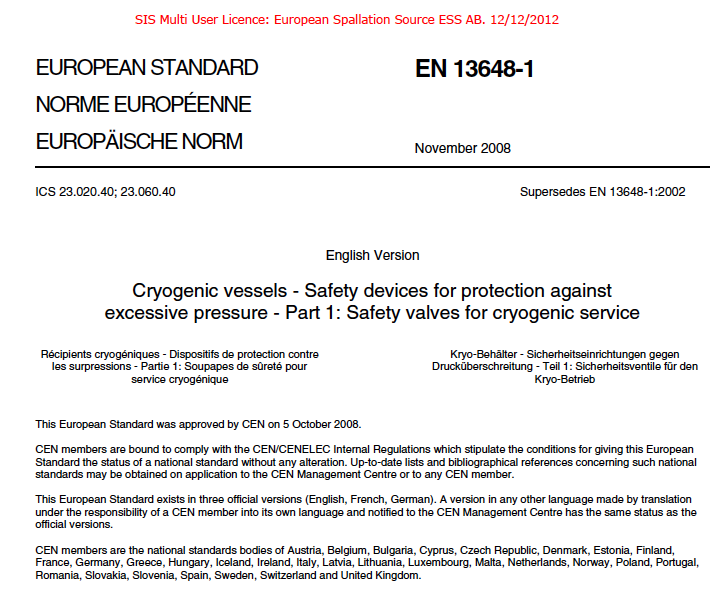 SIS Multi User Licence: European Spallation Source ESS AB. 12/12/2012
EUROPEAN STANDARD
NORME EUROPÉENNE
EUROPÄISCHE NORM
EN 13648-1
November 2008
ICS 23.020.40; 23.060.40
Supersedes EN 13648-1:2002
English Version
Cryogenic vessels - Safety devices for protection against
excessive pressure - Part 1: Safety valves for cryogenic service
Récipients cryogéniques - Dispositifs de protection contre
les surpressions - Partie 1: Soupapes de sûreté pour
service cryogénique
Kryo-Behälter - Sicherheitseinrichtungen gegen
Drucküberschreitung - Teil 1: Sicherheitsventile für den
Kryo-Betrieb
This European Standard was approved by CEN on 5 October 2008.
CEN members are bound to comply with the CEN/CENELEC Internal Regulations which stipulate the conditions for giving this European
Standard the status of a national standard without any alteration. Up-to-date lists and bibliographical references concerning such national
standards may be obtained on application to the CEN Management Centre or to any CEN member.
This European Standard exists in three official versions (English, French, German). A version in any other language made by translation
under the responsibility of a CEN member into its own language and notified to the CEN Management Centre has the same status as the
official versions.
CEN members are the national standards bodies of Austria, Belgium, Bulgaria, Cyprus, Czech Republic, Denmark, Estonia, Finland,
France, Germany, Greece, Hungary, Iceland, Ireland, Italy, Latvia, Lithuania, Luxembourg, Malta, Netherlands, Norway, Poland, Portugal,
Romania, Slovakia, Slovenia, Spain, Sweden, Switzerland and United Kingdom.